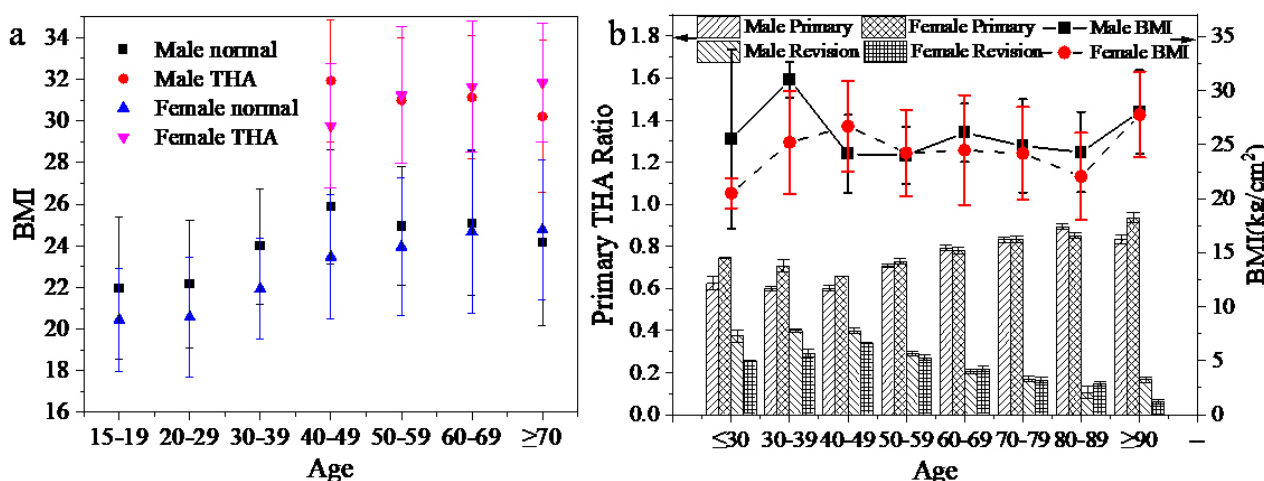 a
BMI
34
32
30
28
26
24
22
20
18
16
Male normal
Male THA
Female normal
Female THA
15-19 20-29 30-39 40-49 50-59 60-69 ≥70
Age
b
Primary THA Ratio
1.8
1.6
1.4
1.2
1.0
0.8
0.6
0.4
0.2
0.0
Male Primary Female Primary Male BMI
Male Revision Female Revision Female BMI
35
30
25
20
15
10
5
0
BMI(kg/cm²)
≤30 30-39 40-49 50-59 60-69 70-79 80-89 ≥90 --
Age